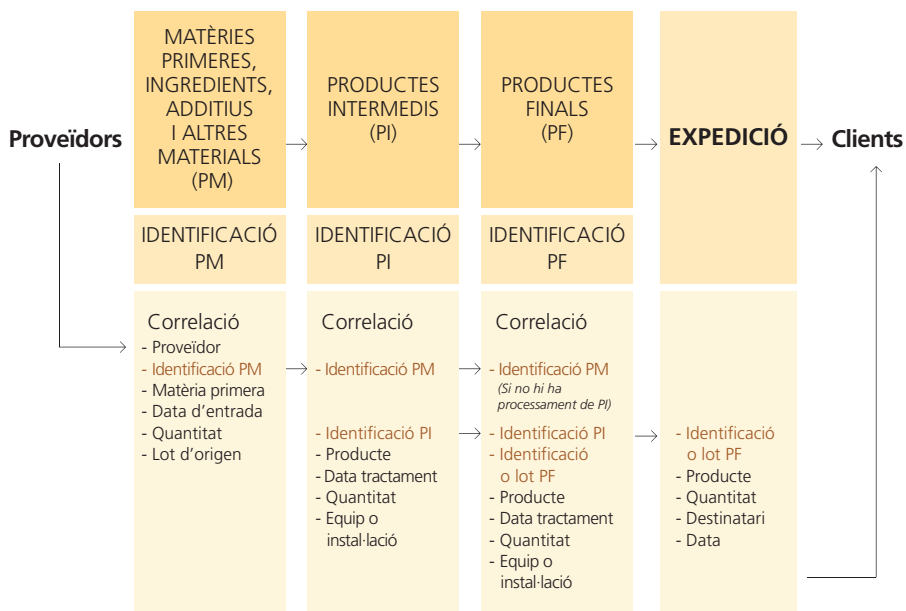 Proveïdors
MATÈRIES
PRIMERES,
INGREDIENTS,
ADDITIUS
I ALTRES
MATERIALS
(PM)
PRODUCTES
INTERMEDIS
(PI)
PRODUCTES
FINALS
(PF)
EXPEDICIÓ
Clients
IDENTIFICACIÓ
PM
IDENTIFICACIÓ
PI
IDENTIFICACIÓ
PF
Correlació
- Proveïdor
- Identificació PM
- Matèria primera
- Data d'entrada
- Quantitat
- Lot d'origen
Correlació
- Identificació PM
- Identificació PI
- Producte
- Data tractament
- Quantitat
- Equip o
instal·lació
Correlació
- Identificació PM
(Si no hi ha
processament de PI)
- Identificació PI
- Identificació
o lot PF
- Producte
- Data tractament
- Quantitat
- Equip o
instal·lació
- Identificació
o lot PF
- Producte
- Quantitat
- Destinatari
- Data